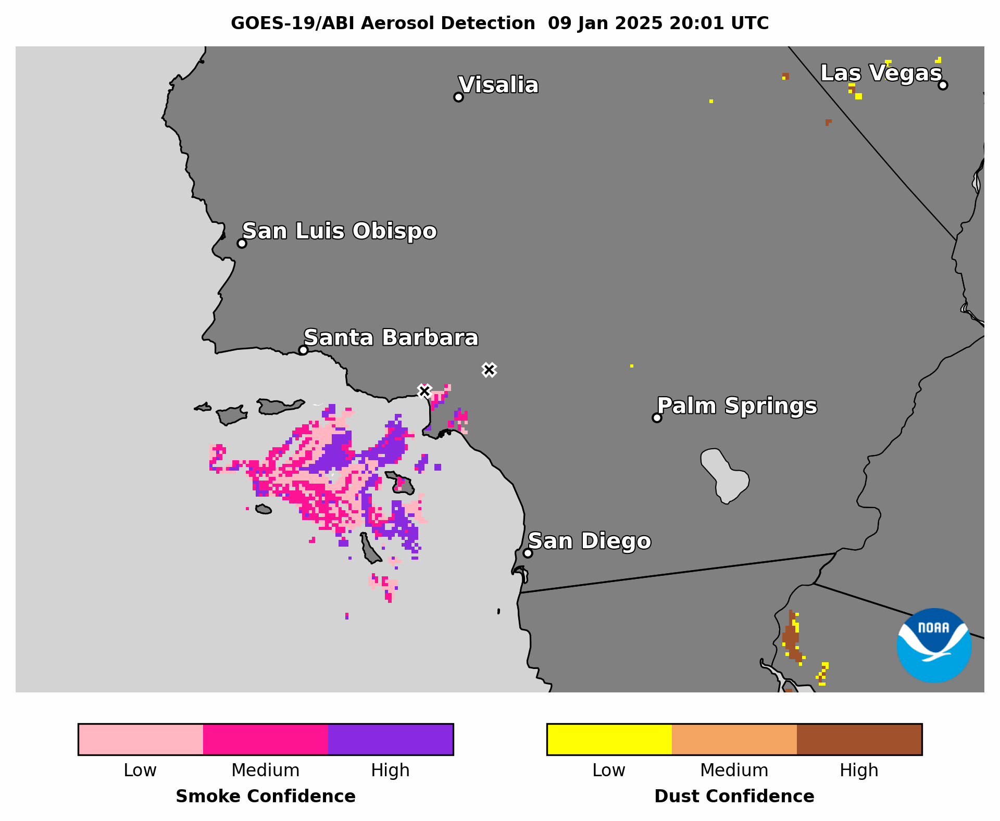 GOES-19/ABI Aerosol Detection  09 Jan 2025 20:01 UTC
Las Vegas
Visalia
San Luis Obispo
Santa Barbara
Palm Springs
San Diego
NOAA
Low Medium High
Smoke Confidence
Low Medium High
Dust Confidence